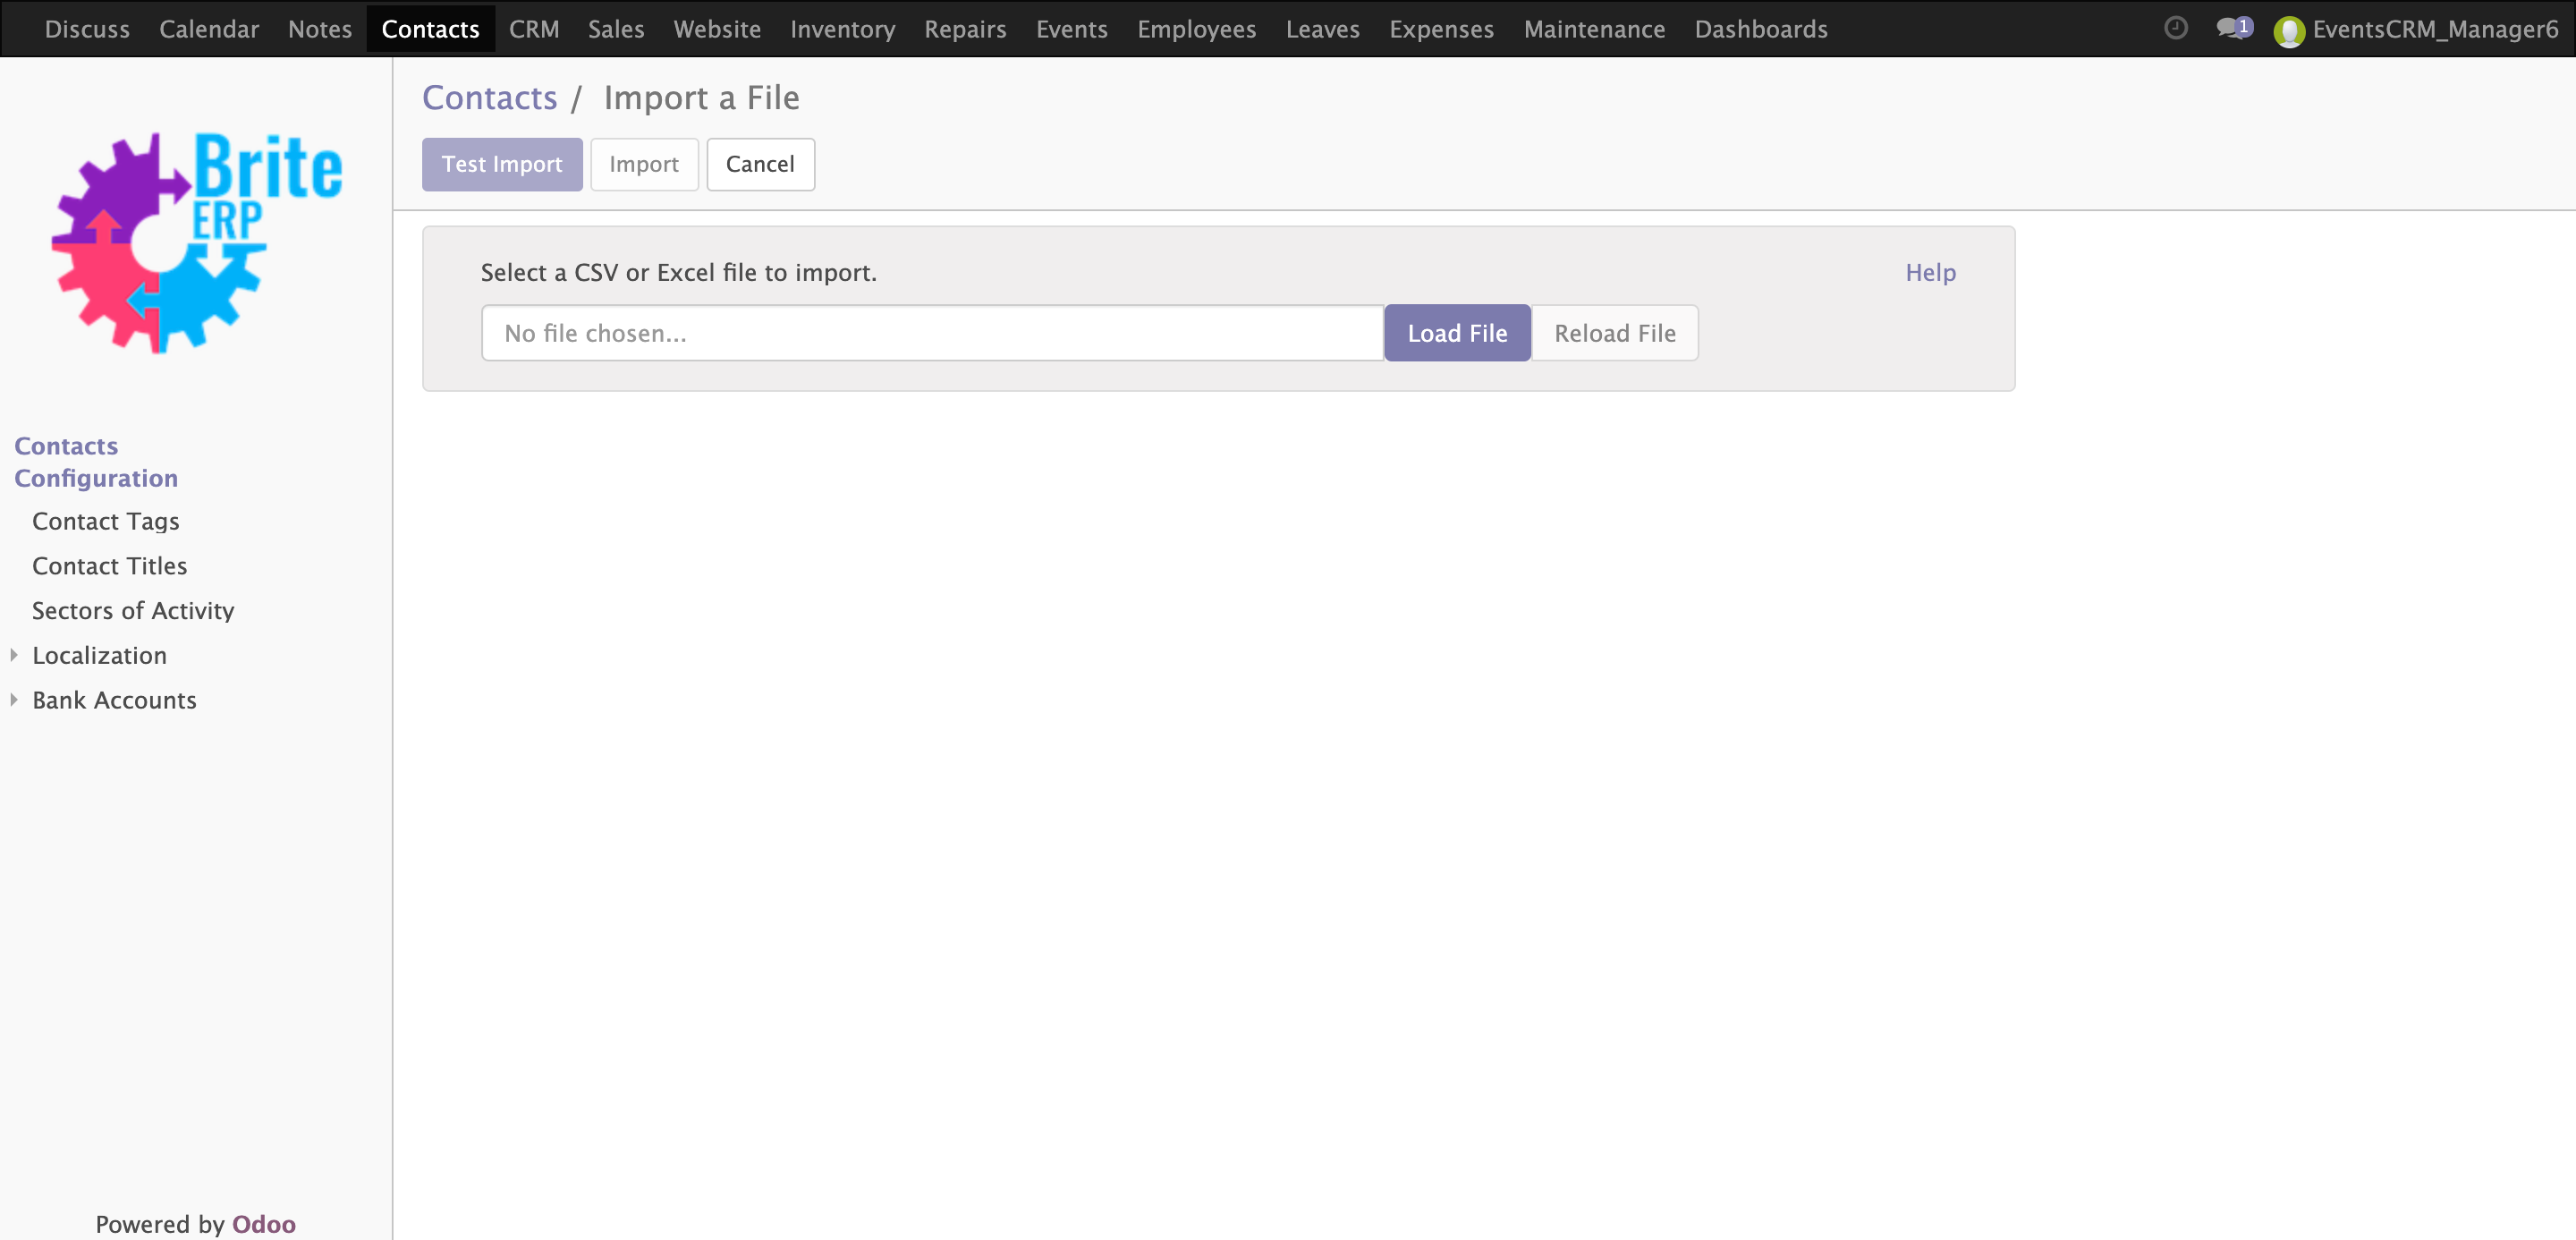 Discuss Calendar Notes Contacts CRM Sales Website Inventory Repairs Events Employees Leaves Expenses Maintenance Dashboards 1 EventsCRM_Manager6
Brite
ERP
Contacts / Import a File
Test Import Import Cancel
Select a CSV or Excel file to import. Help
No file chosen... Load File Reload File
Contacts
Configuration
Contact Tags
Contact Titles
Sectors of Activity
Localization
Bank Accounts
Powered by Odoo